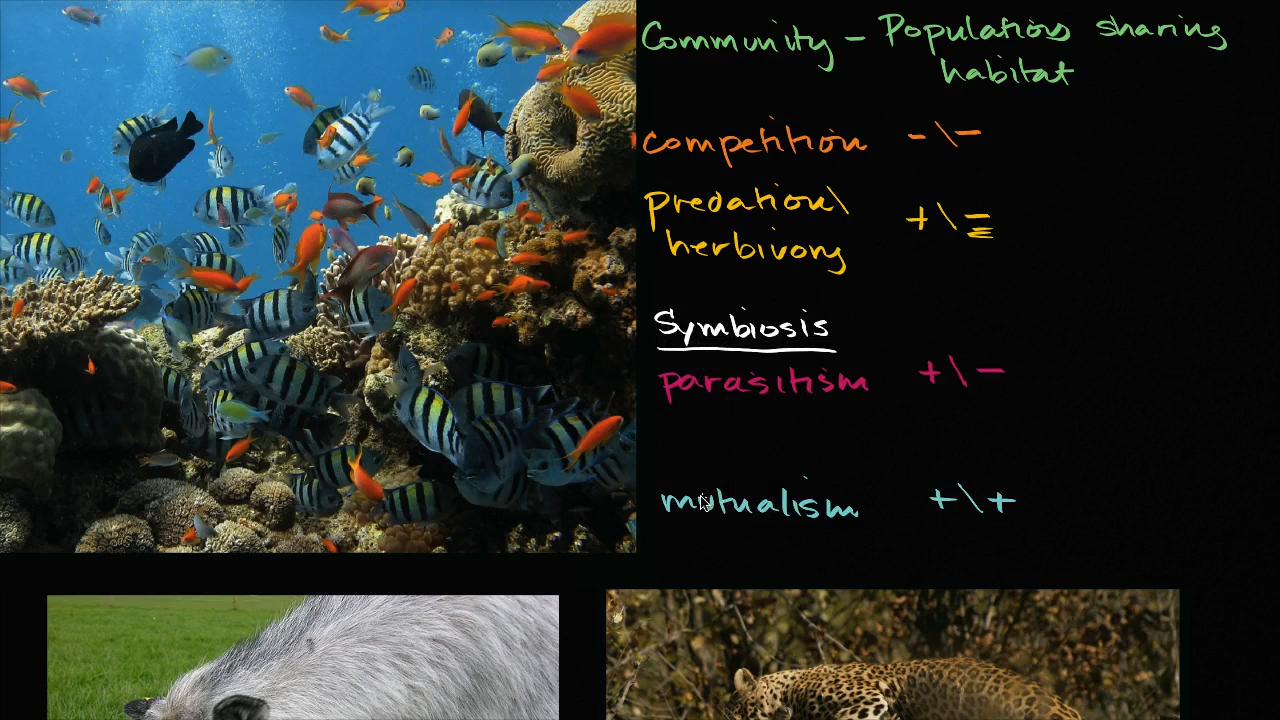 Community - Populations sharing
habitat
competition - \ -
predation \
herbivory + \ -
Symbiosis
parasitism + \ -
mutualism + \ +